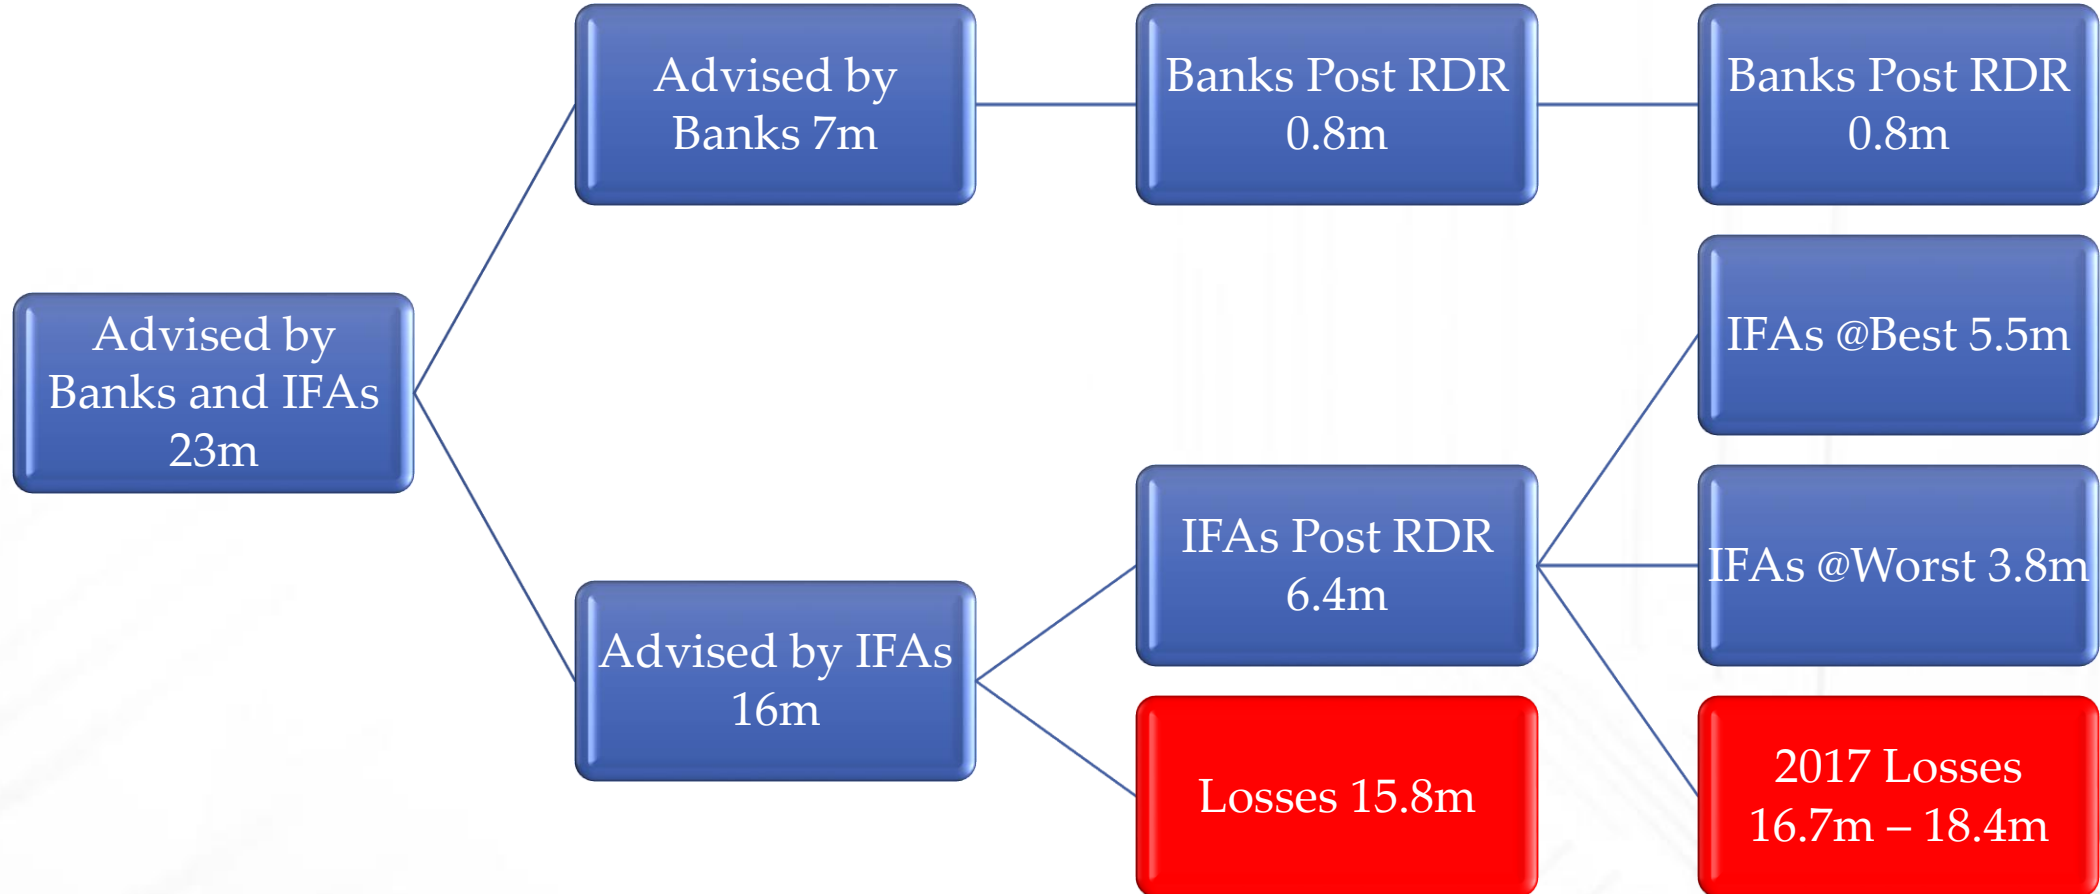 Advised by
Banks and IFAs
23m
Advised by
Banks 7m
Advised by IFAs
16m
Banks Post RDR
0.8m
IFAs Post RDR
6.4m
Losses 15.8m
Banks Post RDR
0.8m
IFAs @Best 5.5m
IFAs @Worst 3.8m
2017 Losses
16.7m – 18.4m